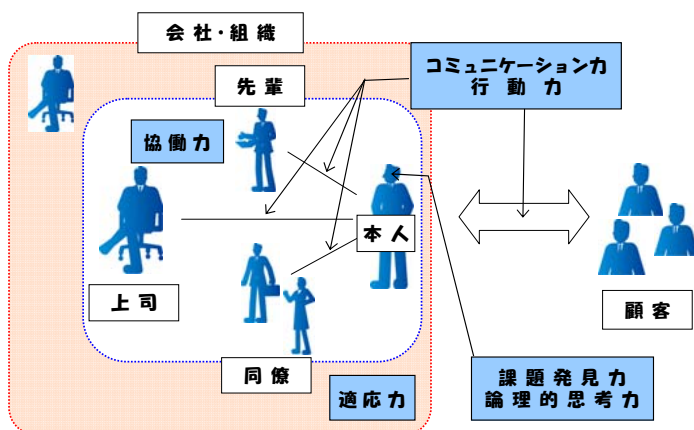 会社・組織
コミュニケーション力
行動力
先輩
協働力
本人
上司
顧客
同僚
適応力
課題発見力
論理的思考力